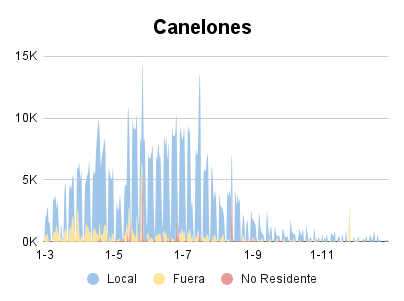 Canelones
15K
10K
5K
0K
1-3 1-5 1-7 1-9 1-11
Local Fuera No Residente